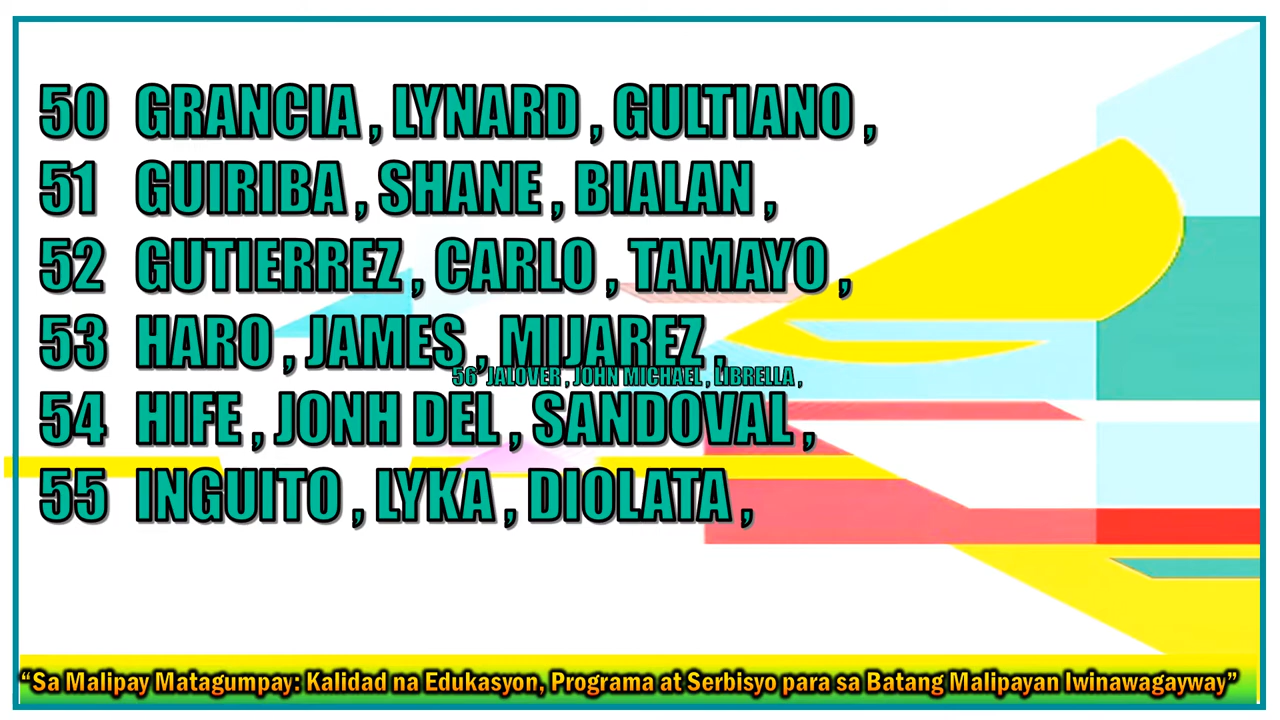 50 GRANCIA , LYNARD , GULTIANO ,
51 GUIRIBA , SHANE , BIALAN ,
52 GUTIERREZ , CARLO , TAMAYO ,
53 HARO , JAMES , MIJAREZ ,
56 JALOVER , JOHN MICHAEL , LIBRELLA ,
54 HIFE , JONH DEL , SANDOVAL ,
55 INGUITO , LYKA , DIOLATA ,
“Sa Malipay Matagumpay: Kalidad na Edukasyon, Programa at Serbisyo para sa Batang Malipayan Iwinawagayway”